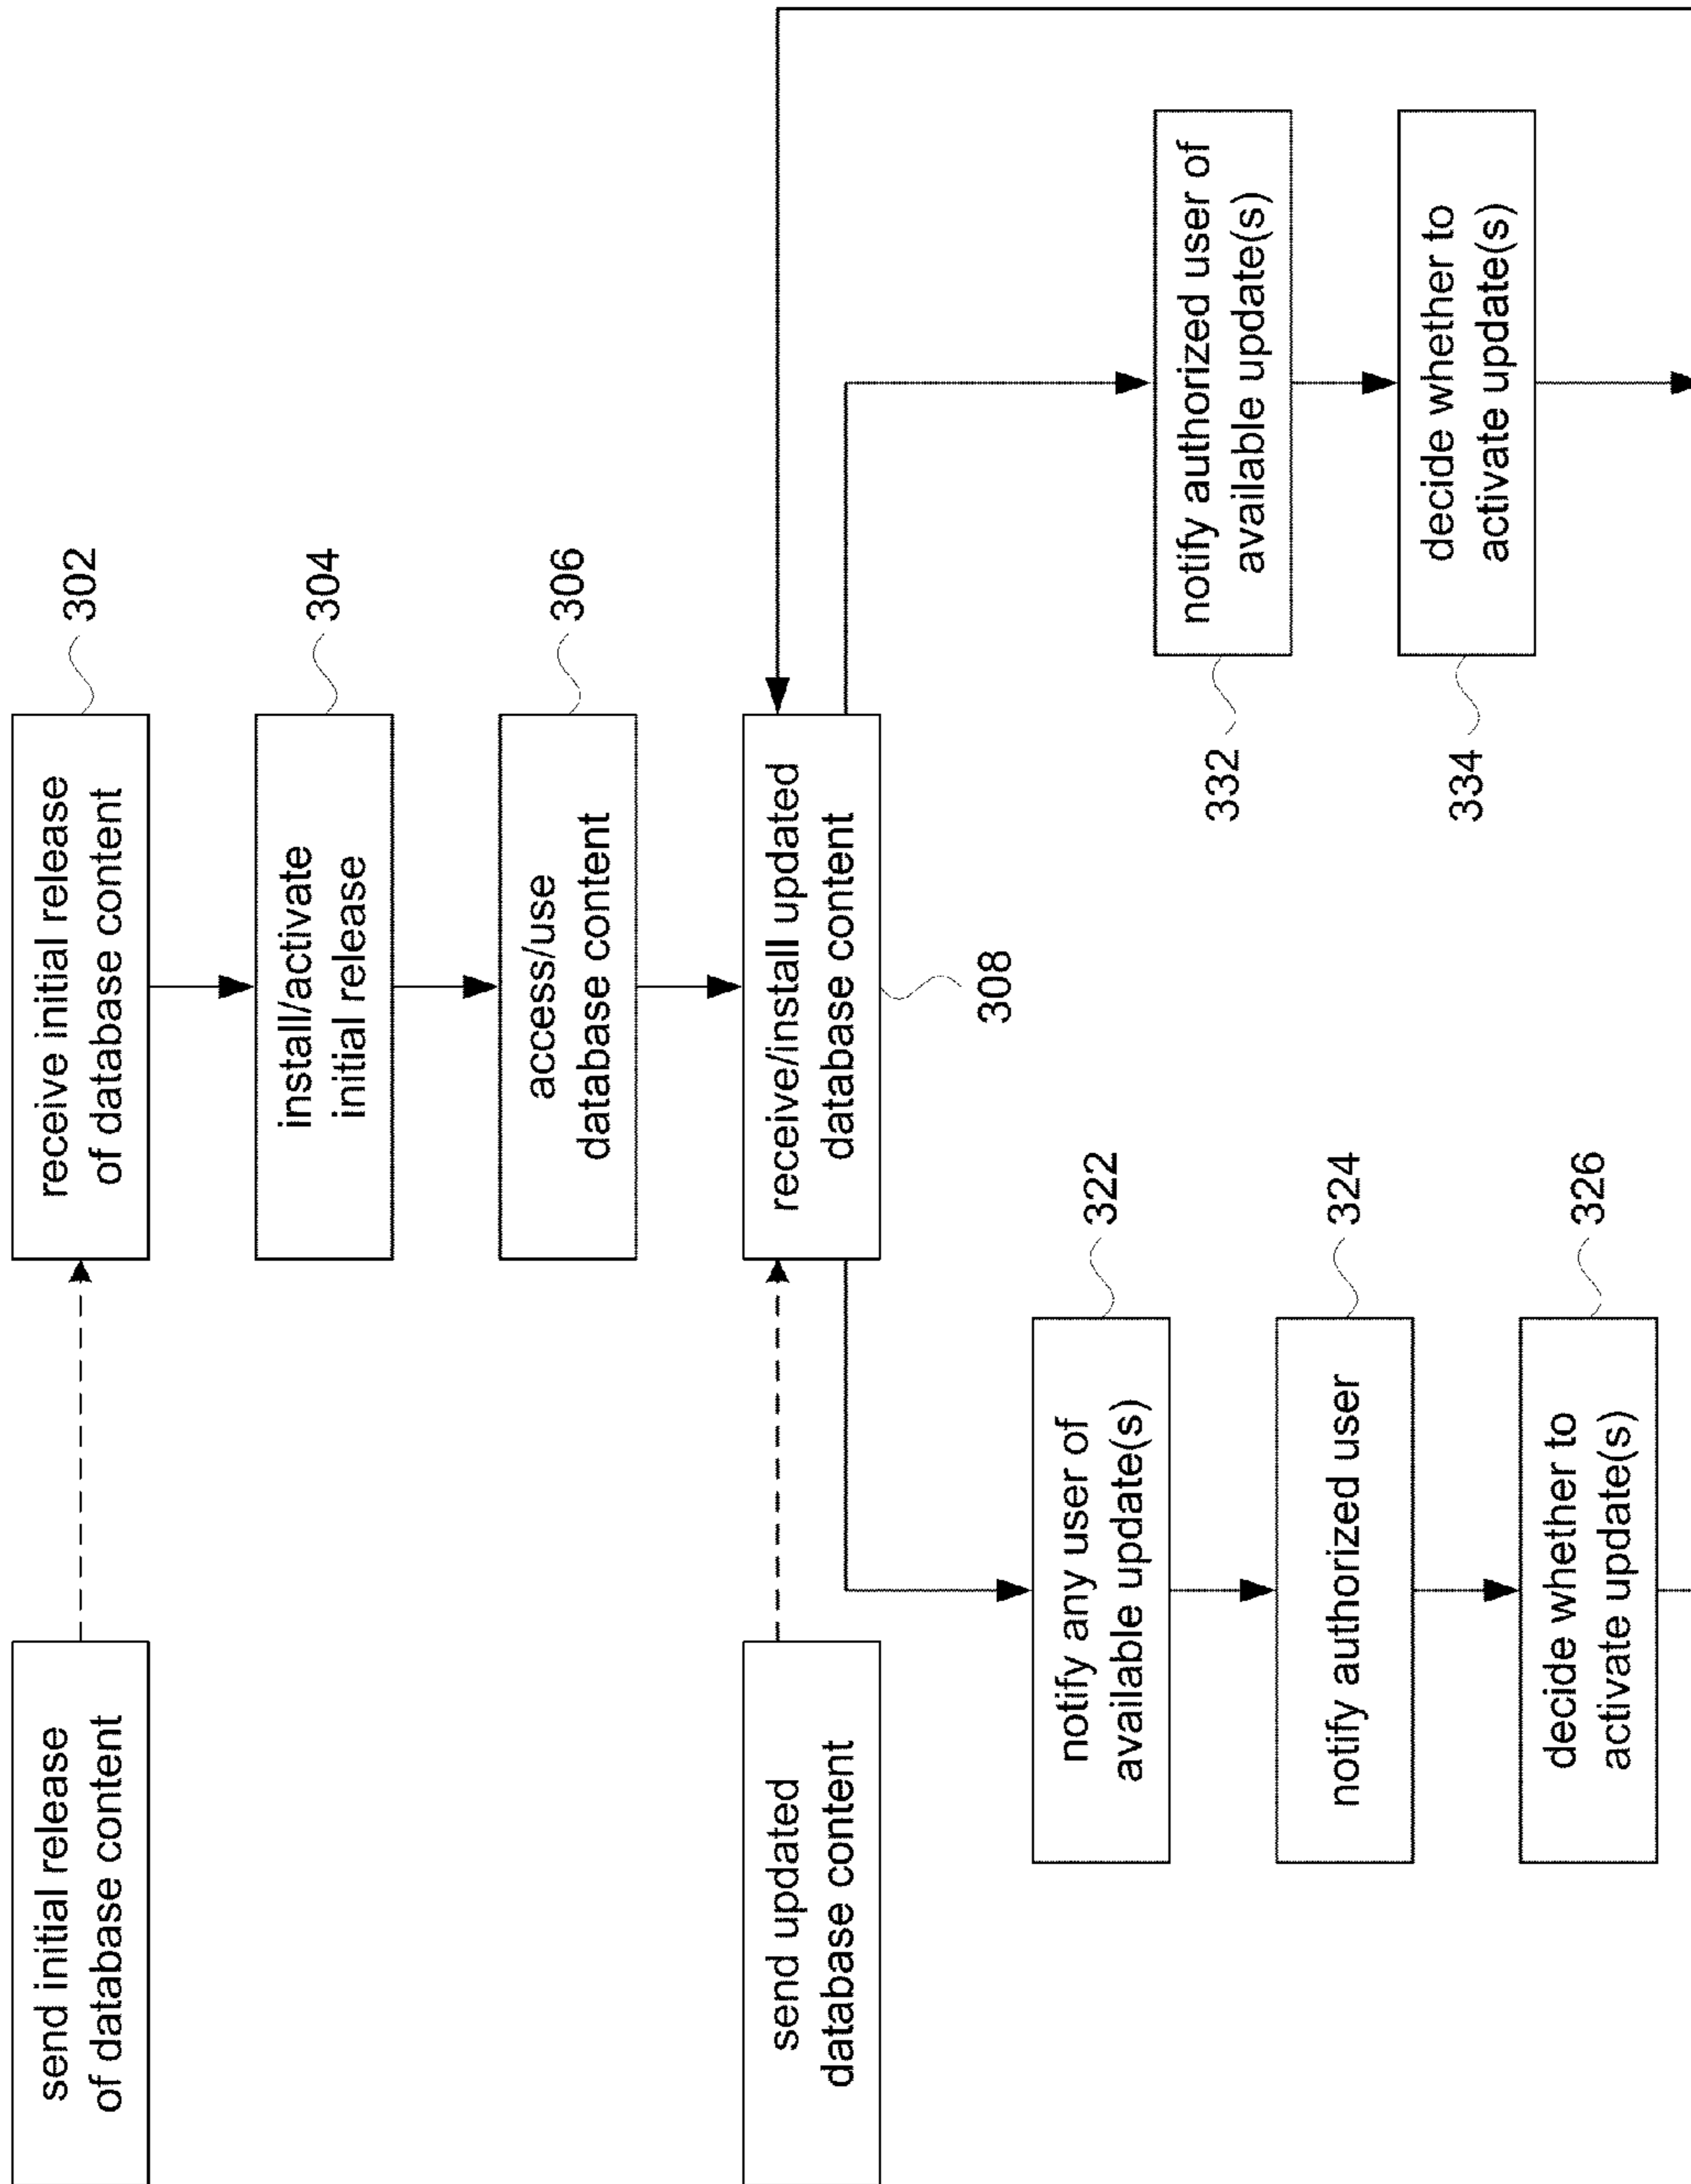 send initial release
of database content
receive initial release
of database content
302
install/activate
initial release
304
access/use
database content
306
send updated
database content
receive/install updated
database content
308
notify any user of
available update(s)
322
notify authorized user
324
decide whether to
activate update(s)
326
notify authorized user of
available update(s)
332
decide whether to
activate update(s)
334